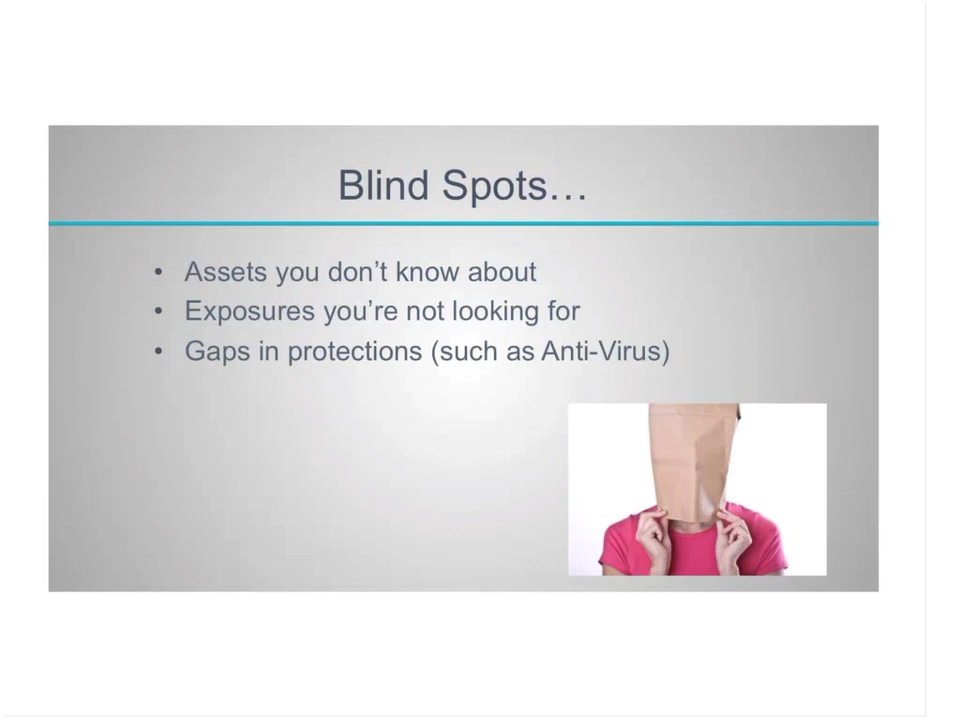 Blind Spots…
• Assets you don’t know about
• Exposures you’re not looking for
• Gaps in protections (such as Anti-Virus)